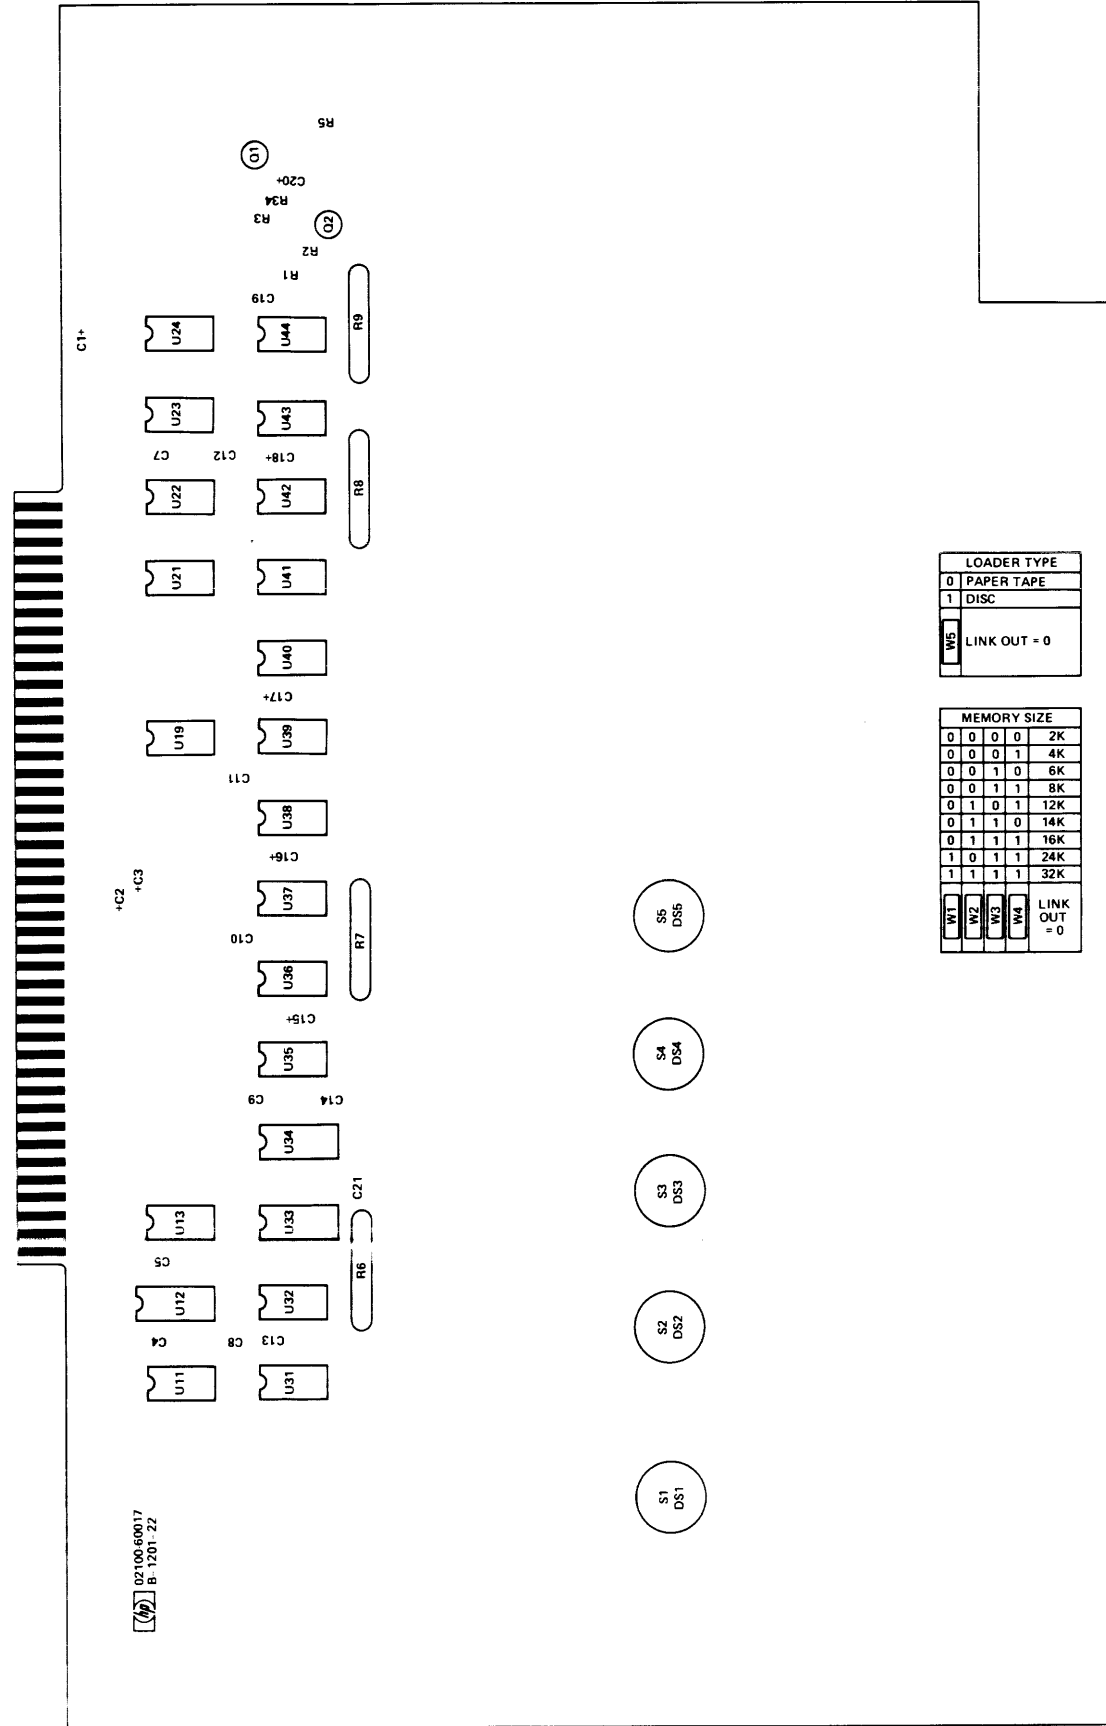 R5
Q1
C20+
R34
R3
Q2
R2
R1
C19
C1+
U24
U44
R9
U23
U43
C7
C12
C18+
U22
U42
R8
U21
U41
U40
C17+
U19
U39
C11
U38
C16+
+C2
+C3
U37
C10
R7
U36
C15+
U35
C9
C14
U34
C21
U13
U33
C5
R6
U12
U32
C4
C8
C13
U11
U31
hp
02100-60017
B-1201-22
S5
DS5
S4
DS4
S3
DS3
S2
DS2
S1
DS1
LOADER TYPE
0 PAPER TAPE
1 DISC
W5 LINK OUT = 0
MEMORY SIZE
0 0 0 0 2K
0 0 0 1 4K
0 0 1 0 6K
0 0 1 1 8K
0 1 0 1 12K
0 1 1 0 14K
0 1 1 1 16K
1 0 1 1 24K
1 1 1 1 32K
W1 W2 W3 W4
LINK
OUT
= 0